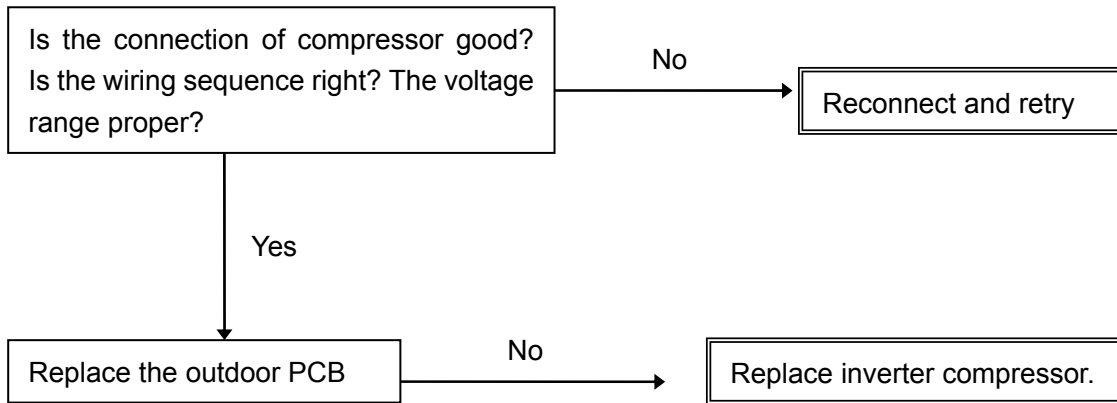 Is the connection of compressor good?
Is the wiring sequence right? The voltage
range proper?
No
Reconnect and retry
Yes
Replace the outdoor PCB
No
Replace inverter compressor.